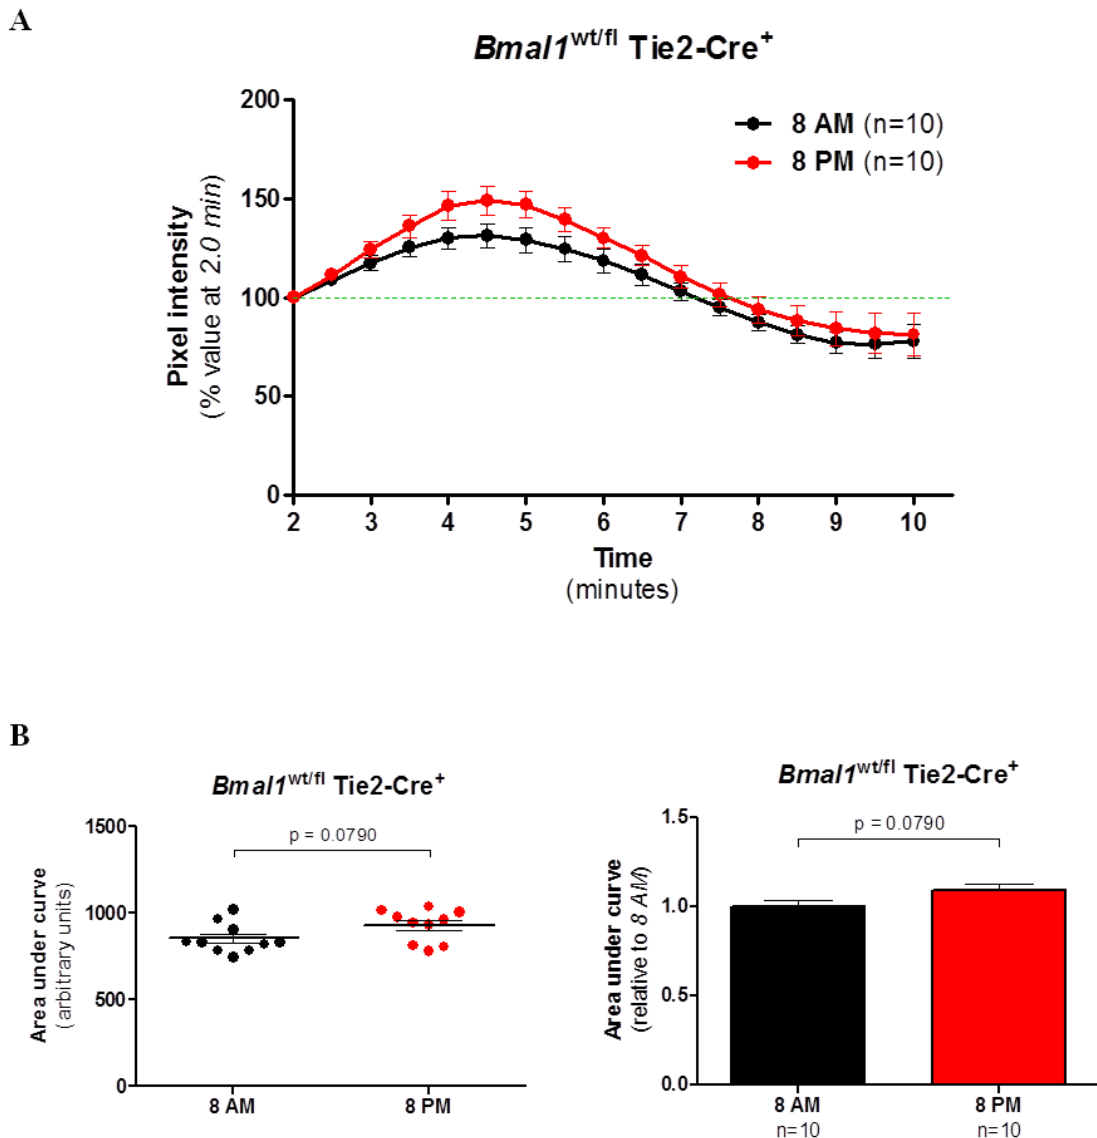 A
Bmal1wt/fl Tie2-Cre+
200
150
100
50
0
Pixel intensity
(% value at 2.0 min)
8 AM (n=10)
8 PM (n=10)
2 3 4 5 6 7 8 9 10
Time
(minutes)
B
Bmal1wt/fl Tie2-Cre+
p = 0.0790
1500
1000
500
0
Area under curve
(arbitrary units)
8 AM 8 PM
Bmal1wt/fl Tie2-Cre+
p = 0.0790
1.5
1.0
0.5
0.0
Area under curve
(relative to 8 AM)
8 AM 8 PM
n=10 n=10